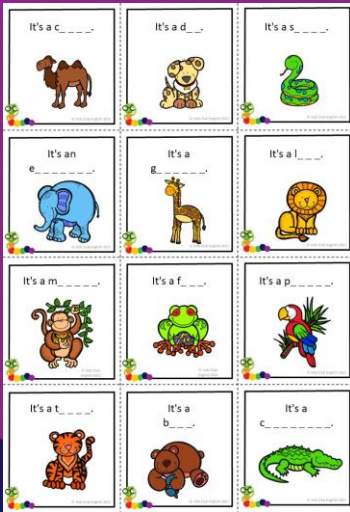 It's a c_ _ _ _.
It's a d_ _.
It's a s_ _ _ _.
It's an
e_ _ _ _ _ _ _.
It's a
g_ _ _ _ _ _.
It's a l_ _ _.
It's a m_ _ _ _ _.
It's a f_ _ _.
It's a p_ _ _ _ _.
It's a t_ _ _ _.
It's a
b_ _ _.
It's a
c_ _ _ _ _ _ _ _.